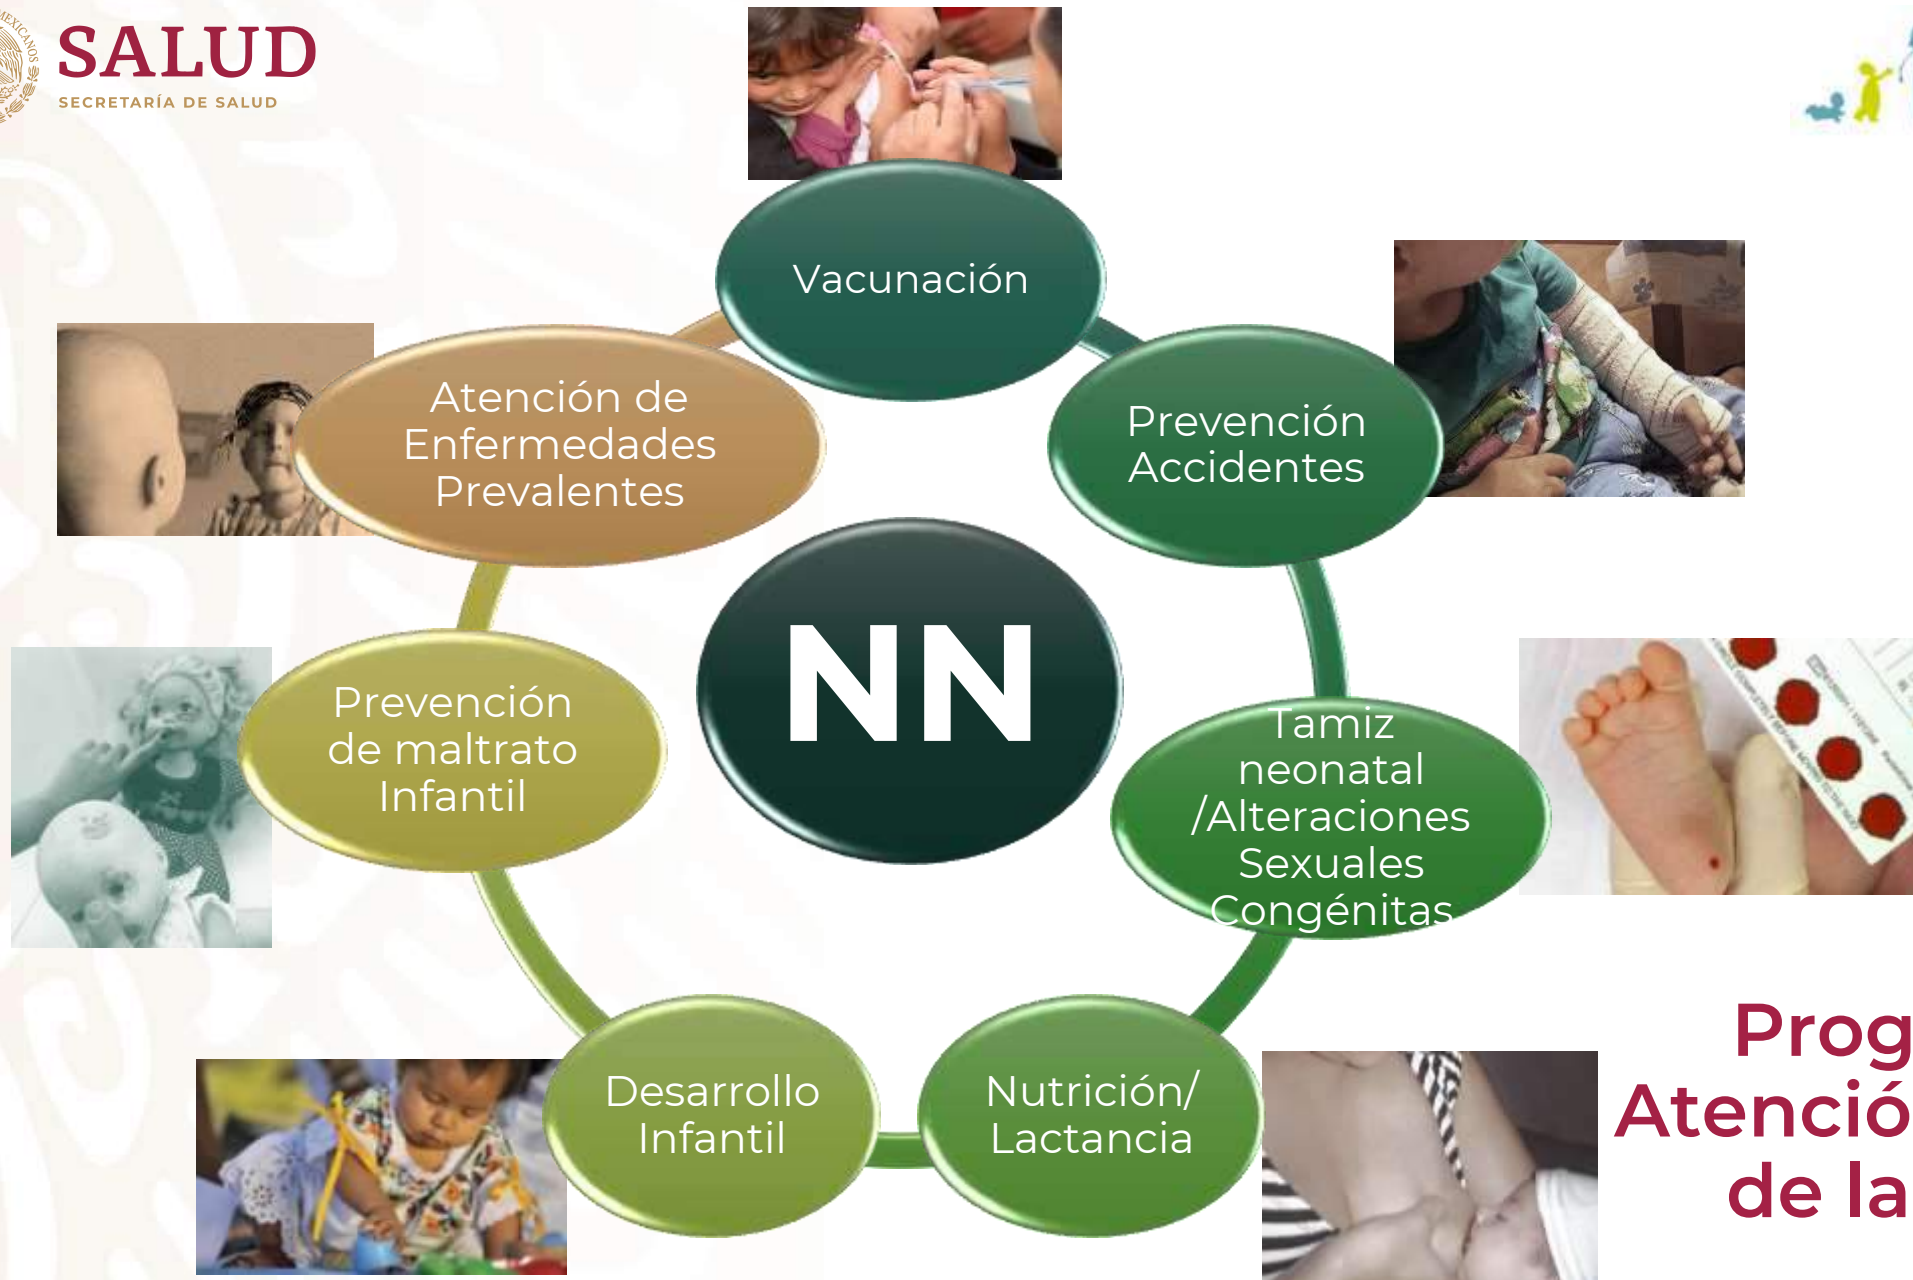 MEXICANOS
SALUD
SECRETARÍA DE SALUD
Vacunación
Atención de
Enfermedades
Prevalentes
Prevención
Accidentes
NN
Prevención
de maltrato
Infantil
Tamiz
neonatal
/Alteraciones
Sexuales
Congénitas
Desarrollo
Infantil
Nutrición/
Lactancia
Prog
Atenció
de la